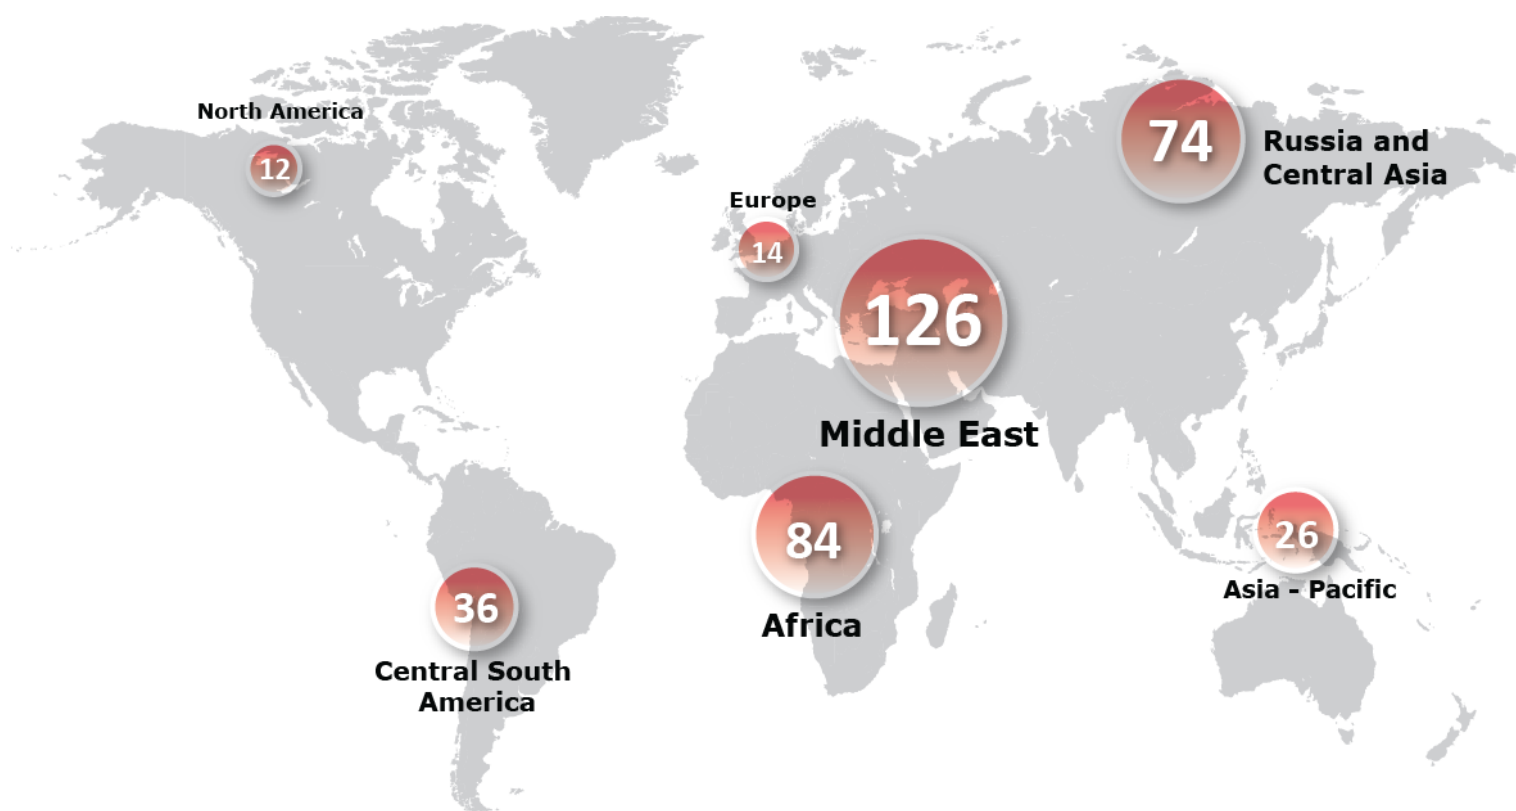 North America
12
74
Russia and
Central Asia
Europe
14
126
Middle East
84
Africa
26
Asia - Pacific
36
Central South
America